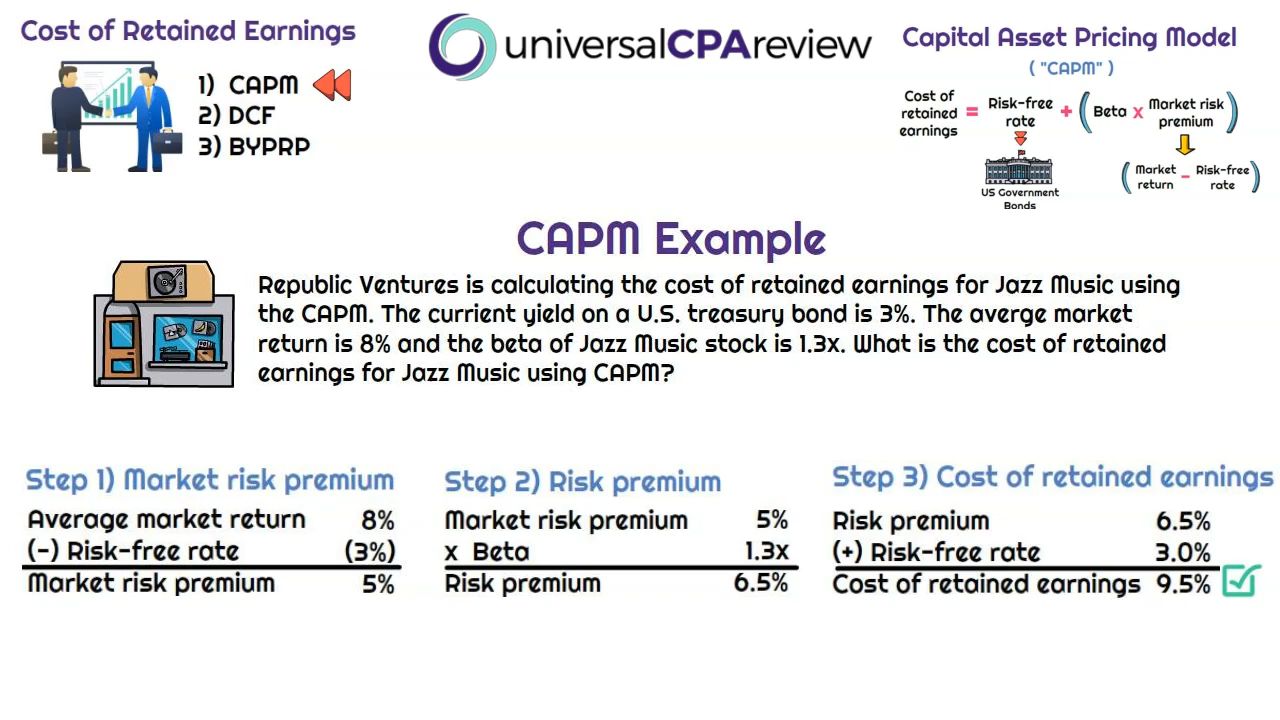 Cost of Retained Earnings
1) CAPM
2) DCF
3) BYPRP
universalCPAreview
Capital Asset Pricing Model
( "CAPM" )
Cost of retained earnings = Risk-free rate + ( Beta x Market risk premium )
US Government
Bonds
( Market return - Risk-free rate )
CAPM Example
Republic Ventures is calculating the cost of retained earnings for Jazz Music using
the CAPM. The current yield on a U.S. treasury bond is 3%. The averge market
return is 8% and the beta of Jazz Music stock is 1.3x. What is the cost of retained
earnings for Jazz Music using CAPM?
Step 1) Market risk premium
Average market return 8%
(-) Risk-free rate (3%)
Market risk premium 5%
Step 2) Risk premium
Market risk premium 5%
x Beta 1.3x
Risk premium 6.5%
Step 3) Cost of retained earnings
Risk premium 6.5%
(+) Risk-free rate 3.0%
Cost of retained earnings 9.5%